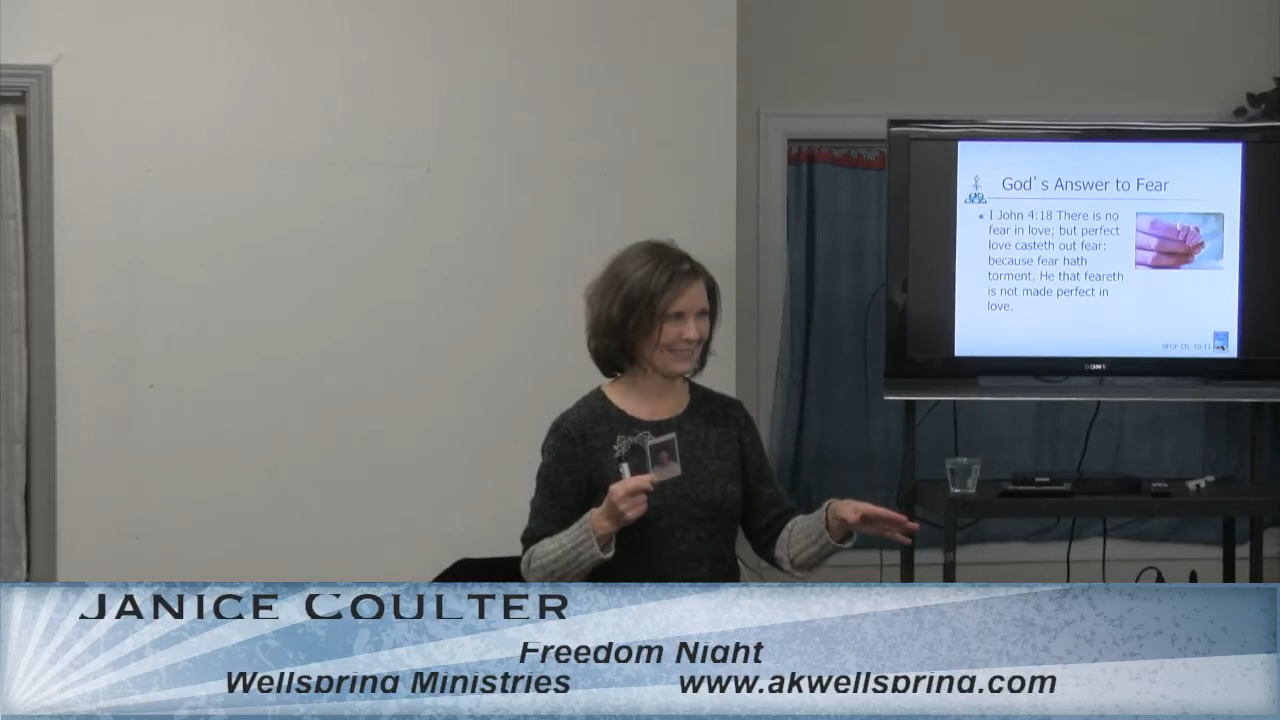 God's Answer to Fear
I John 4:18 There is no
fear in love; but perfect
love casteth out fear:
because fear hath
torment. He that feareth
is not made perfect in
love.
SONY
JANICE COULTER
Freedom Night
Wellspring Ministries www.akwellspring.com